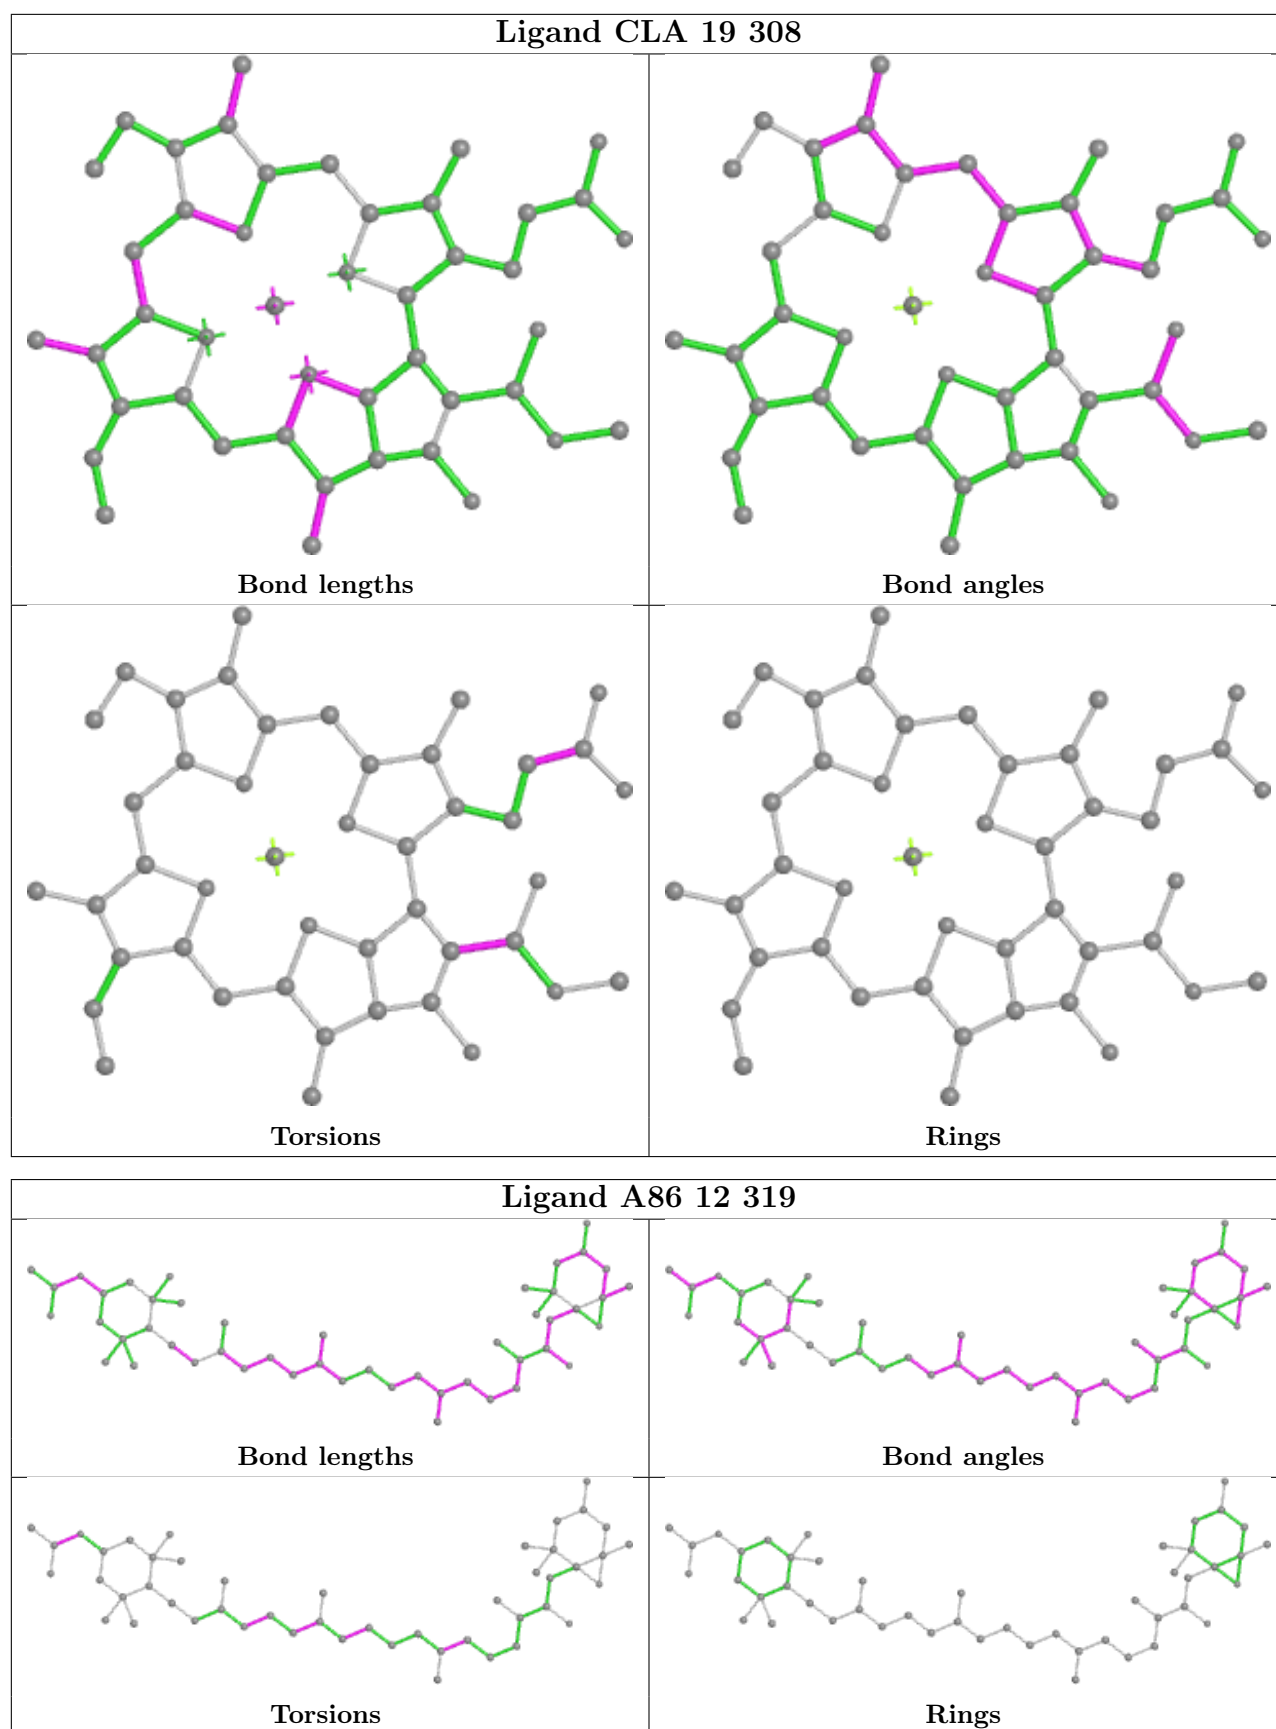 Ligand CLA 19 308
Bond lengths
Bond angles
Torsions
Rings
Ligand A86 12 319
Bond lengths
Bond angles
Torsions
Rings